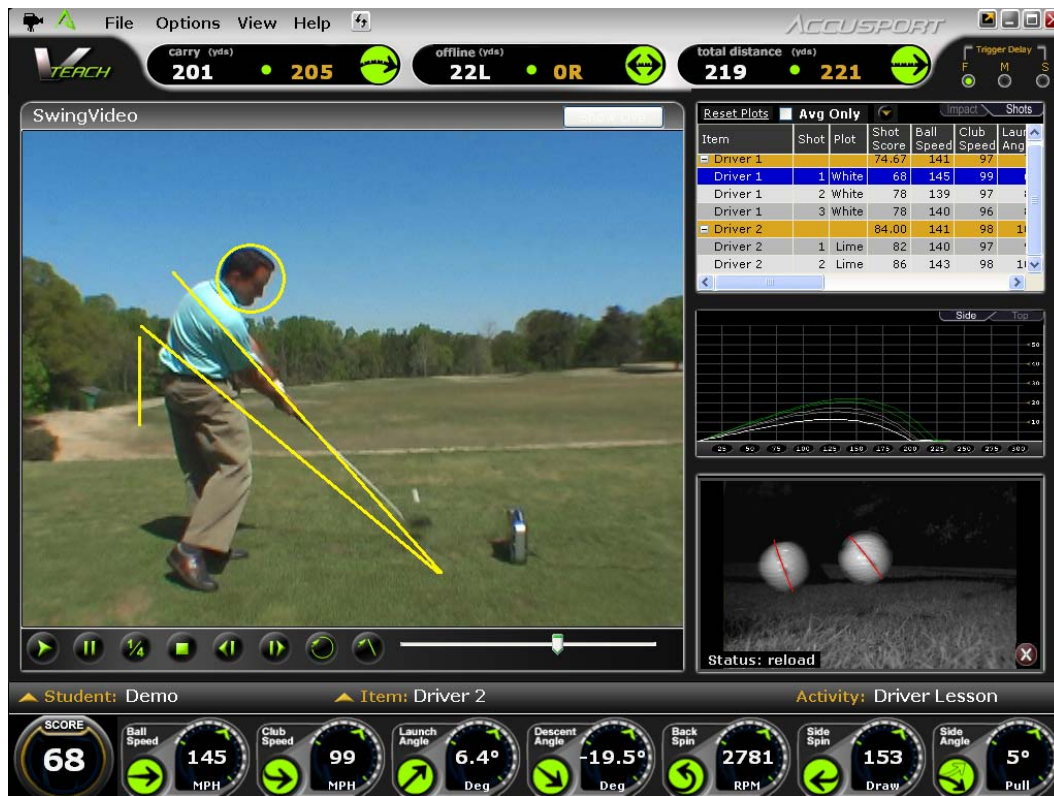 File Options View Help
ACCUSPORT
V TEACH
carry (yds)
201 • 205
offline (yds)
22L • 0R
total distance (yds)
219 • 221
Trigger Delay
F M S
SwingVideo
Reset Plots Avg Only
Impact Shots
Item Shot Plot Shot Score Ball Speed Club Speed
Driver 1 74.67 141 97
Driver 1 1 White 68 145 99
Driver 1 2 White 78 139 97
Driver 1 3 White 78 140 96
Driver 2 84.00 141 98
Driver 2 1 Lime 82 140 97
Driver 2 2 Lime 86 143 98
Side Top
50
40
30
20
10
25 50 75 100 125 150 175 200 225 250 275 300
Status: reload
1/4
Student: Demo
Item: Driver 2
Activity: Driver Lesson
SCORE
68
Ball Speed
145
MPH
Club Speed
99
MPH
Launch Angle
6.4°
Deg
Descent Angle
-19.5°
Deg
Back Spin
2781
RPM
Side Spin
153
Draw
Side Angle
5°
Pull